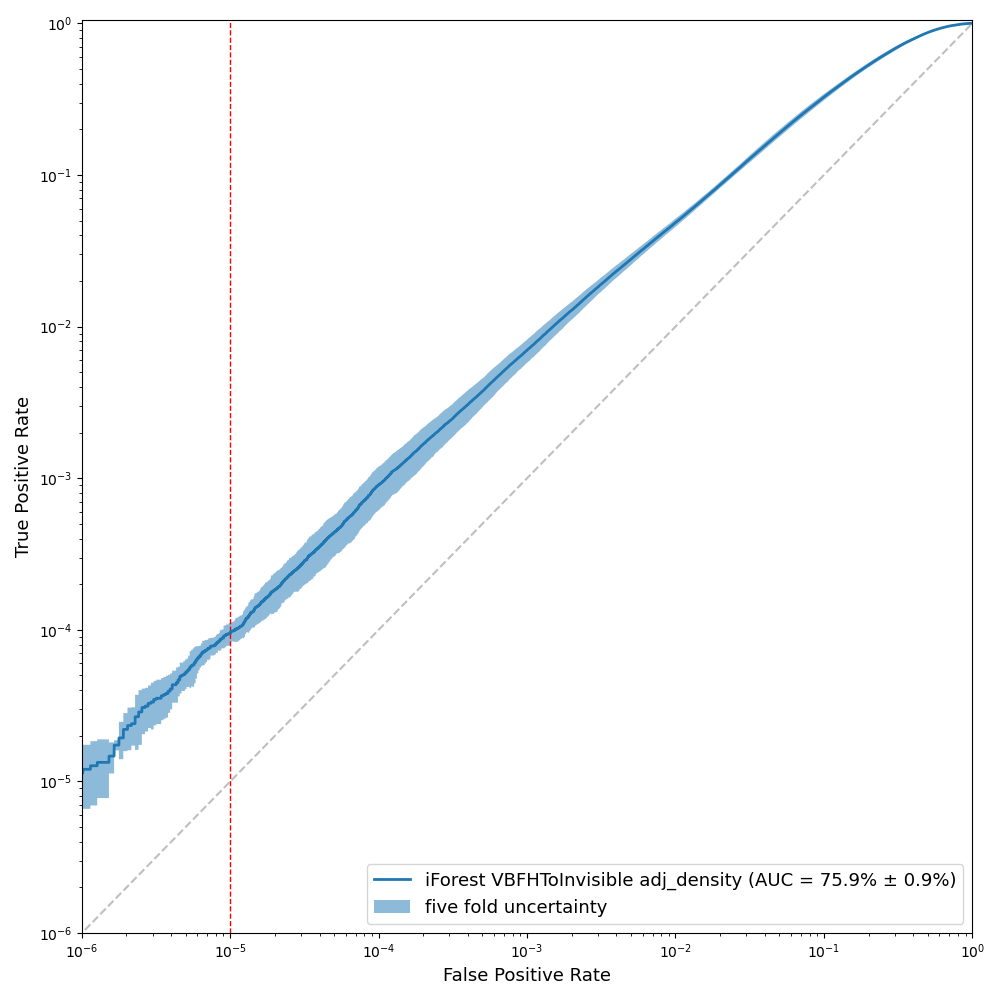 10⁰
10⁻¹
10⁻²
10⁻³
10⁻⁴
10⁻⁵
10⁻⁶
True Positive Rate
iForest VBFHToInvisible adj_density (AUC = 75.9% ± 0.9%)
five fold uncertainty
10⁻⁶ 10⁻⁵ 10⁻⁴ 10⁻³ 10⁻² 10⁻¹ 10⁰
False Positive Rate